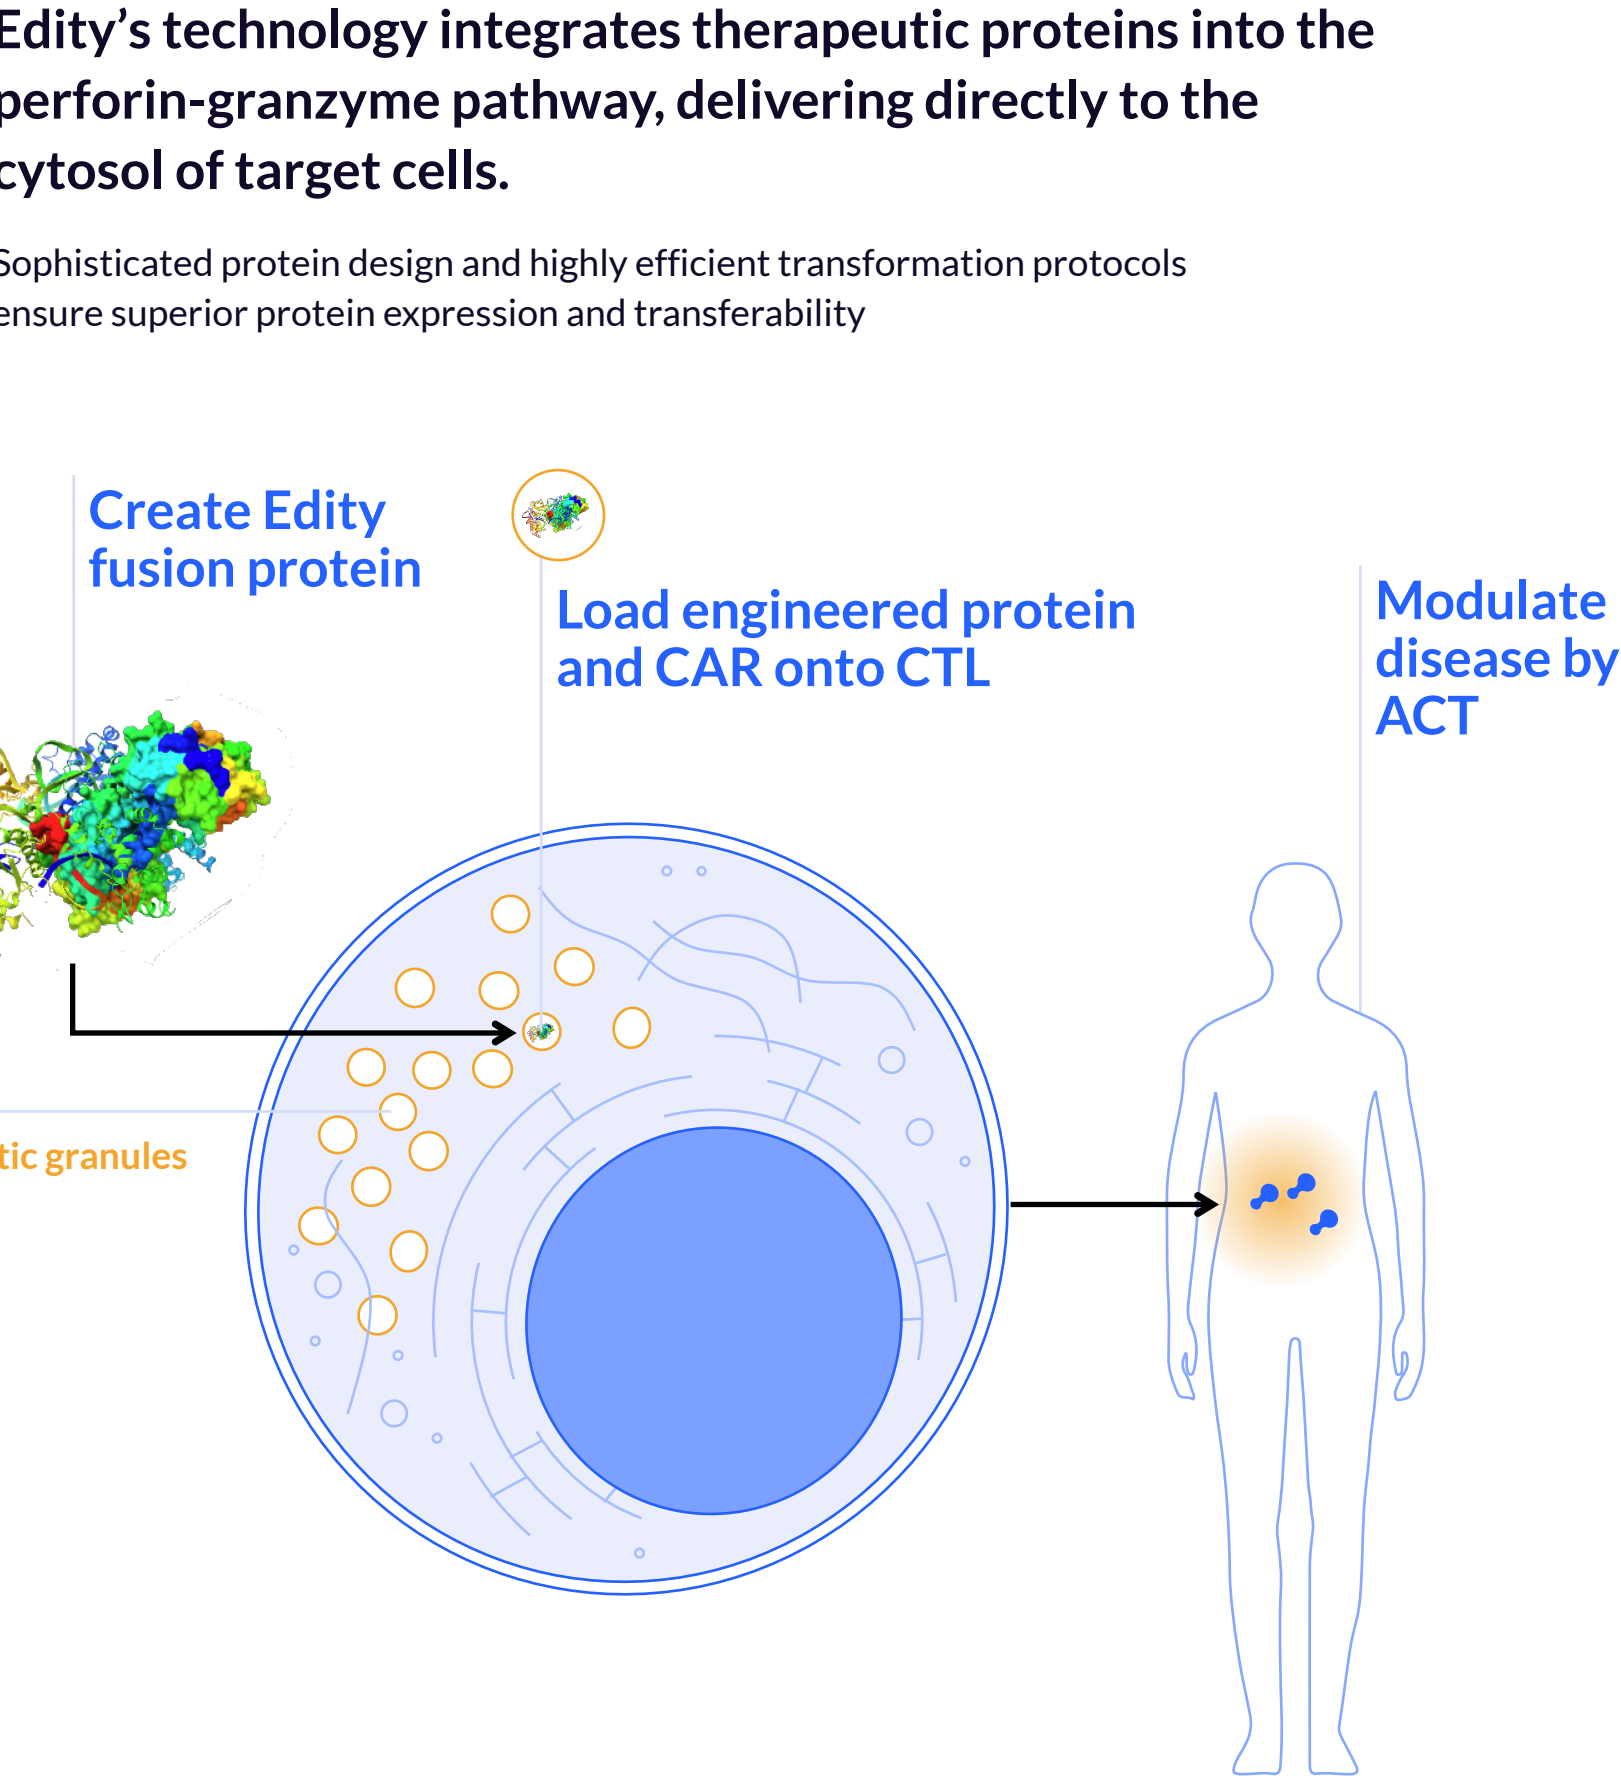 Edity’s technology integrates therapeutic proteins into the
perforin-granzyme pathway, delivering directly to the
cytosol of target cells.
Sophisticated protein design and highly efficient transformation protocols
ensure superior protein expression and transferability
Create Edity
fusion protein
Load engineered protein
and CAR onto CTL
Modulate
disease by
ACT
tic granules